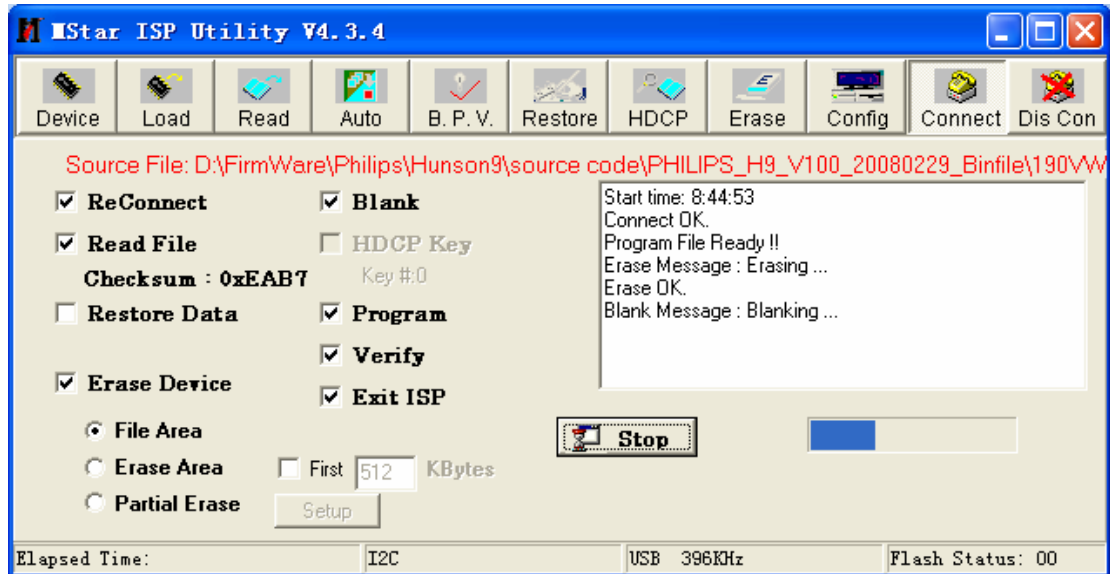 MStar ISP Utility V4.3.4
Device Load Read Auto B.P.V. Restore HDCP Erase Config Connect Dis Con
Source File: D:\FirmWare\Philips\Hunson9\source code\PHILIPS_H9_V100_20080229_Binfile\190VW
ReConnect
Blank
Read File
HDCP Key
Checksum : 0xEAB7
Key #:0
Restore Data
Program
Verify
Erase Device
Exit ISP
File Area
Erase Area
First 512 KBytes
Partial Erase
Setup
Start time: 8:44:53
Connect OK.
Program File Ready !!
Erase Message : Erasing ...
Erase OK.
Blank Message : Blanking ...
Stop
Elapsed Time: I2C USB 396KHz Flash Status: 00